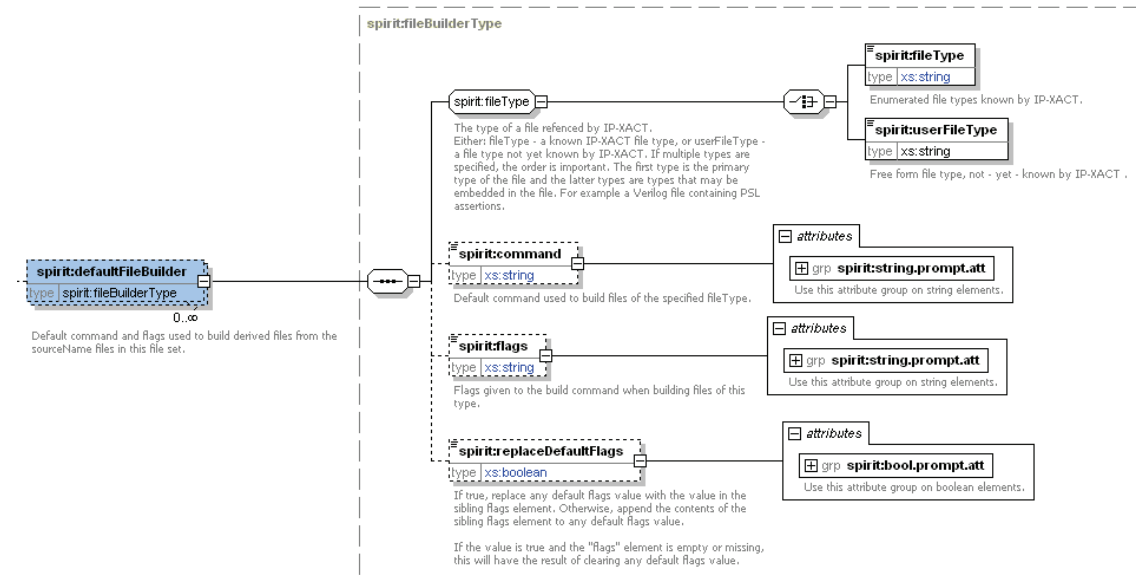 spirit:fileBuilderType
spirit:fileType
type xs:string
Enumerated file types known by IP-XACT.
spirit:userFileType
type xs:string
Free form file type, not - yet - known by IP-XACT .
spirit:fileType
The type of a file refenced by IP-XACT.
Either: fileType - a known IP-XACT file type, or userFileType -
a file type not yet known by IP-XACT. If multiple types are
specified, the order is important. The first type is the primary
type of the file and the latter types are types that may be
embedded in the file. For example a Verilog file containing PSL
assertions.
spirit:defaultFileBuilder
type spirit:fileBuilderType
0..∞
Default command and flags used to build derived files from the
sourceName files in this file set.
spirit:command
type xs:string
Default command used to build files of the specified fileType.
attributes
grp spirit:string.prompt.att
Use this attribute group on string elements.
spirit:flags
type xs:string
Flags given to the build command when building files of this
type.
attributes
grp spirit:string.prompt.att
Use this attribute group on string elements.
spirit:replaceDefaultFlags
type xs:boolean
If true, replace any default flags value with the value in the
sibling flags element. Otherwise, append the contents of the
sibling flags element to any default flags value.
If the value is true and the "flags" element is empty or missing,
this will have the result of clearing any default flags value.
attributes
grp spirit:bool.prompt.att
Use this attribute group on boolean elements.